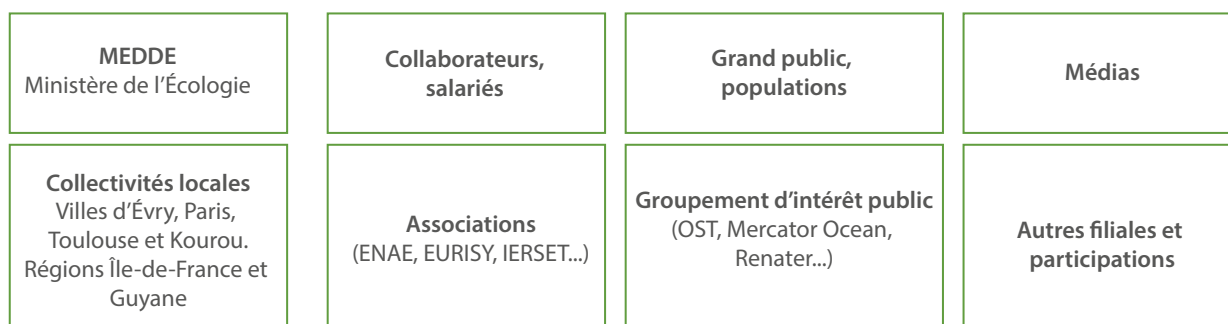 MEDDE
Ministère de l’Écologie
Collaborateurs,
salariés
Grand public,
populations
Médias
Collectivités locales
Villes d’Évry, Paris,
Toulouse et Kourou.
Régions Île-de-France et
Guyane
Associations
(ENAE, EURISY, IERSET...)
Groupement d’intérêt public
(OST, Mercator Ocean,
Renater...)
Autres filiales et
participations